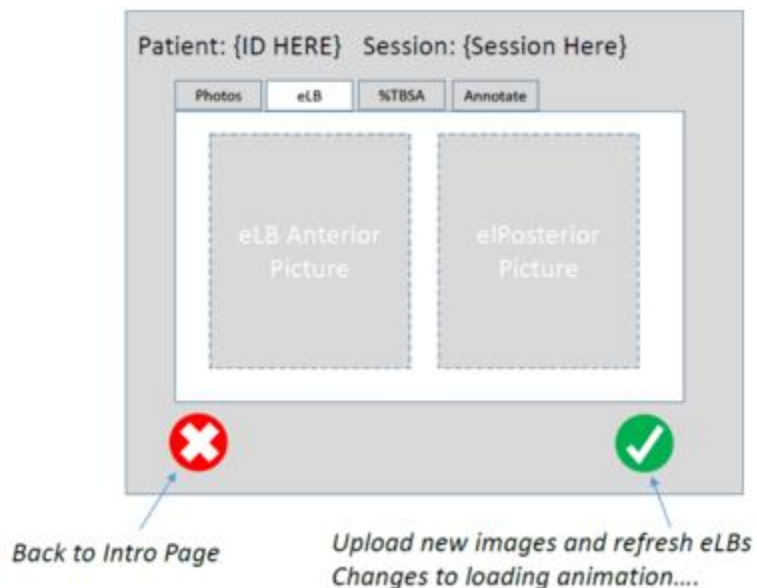 Patient: {ID HERE}   Session: {Session Here}
Photos   eLB   %TBSA   Annotate
eLB Anterior   elPosterior
Picture   Picture
Back to Intro Page
Upload new images and refresh eLBs
Changes to loading animation....